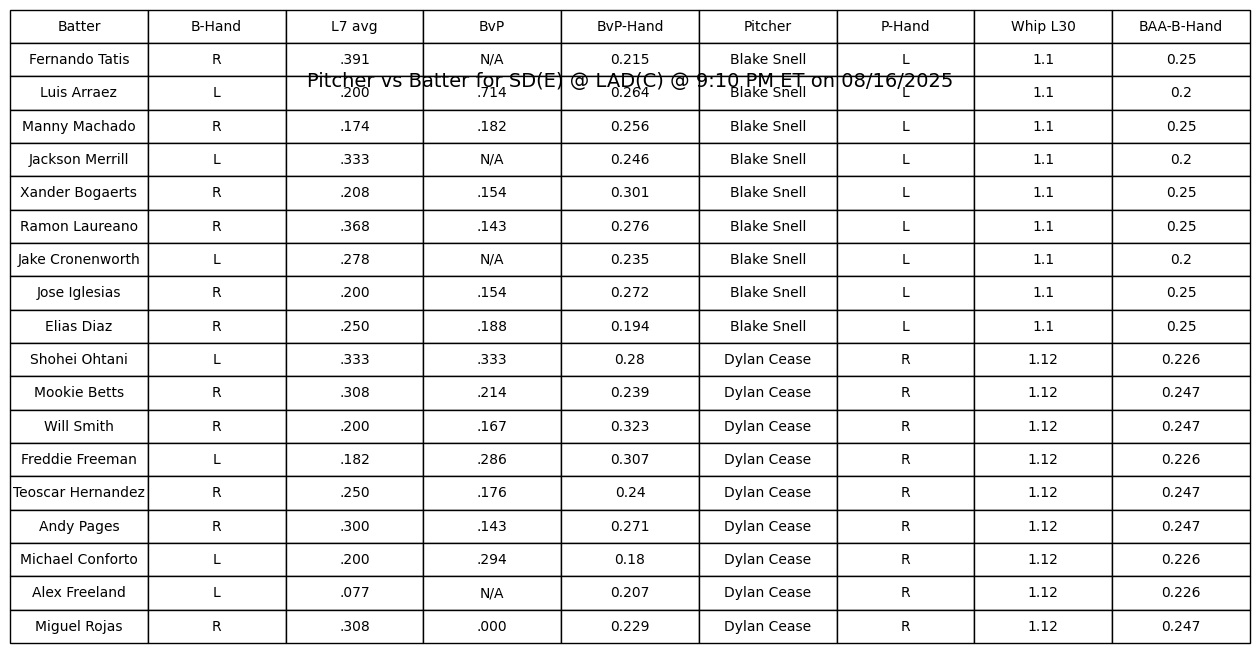 Batter B-Hand L7 avg BvP BvP-Hand Pitcher P-Hand Whip L30 BAA-B-Hand
Fernando Tatis R .391 N/A 0.215 Blake Snell L 1.1 0.25
Pitcher vs Batter for SD(E) @ LAD(C) @ 9:10 PM ET on 08/16/2025
Luis Arraez L .200 .714 0.264 Blake Snell L 1.1 0.2
Manny Machado R .174 .182 0.256 Blake Snell L 1.1 0.25
Jackson Merrill L .333 N/A 0.246 Blake Snell L 1.1 0.2
Xander Bogaerts R .208 .154 0.301 Blake Snell L 1.1 0.25
Ramon Laureano R .368 .143 0.276 Blake Snell L 1.1 0.25
Jake Cronenworth L .278 N/A 0.235 Blake Snell L 1.1 0.2
Jose Iglesias R .200 .154 0.272 Blake Snell L 1.1 0.25
Elias Diaz R .250 .188 0.194 Blake Snell L 1.1 0.25
Shohei Ohtani L .333 .333 0.28 Dylan Cease R 1.12 0.226
Mookie Betts R .308 .214 0.239 Dylan Cease R 1.12 0.247
Will Smith R .200 .167 0.323 Dylan Cease R 1.12 0.247
Freddie Freeman L .182 .286 0.307 Dylan Cease R 1.12 0.226
Teoscar Hernandez R .250 .176 0.24 Dylan Cease R 1.12 0.247
Andy Pages R .300 .143 0.271 Dylan Cease R 1.12 0.247
Michael Conforto L .200 .294 0.18 Dylan Cease R 1.12 0.226
Alex Freeland L .077 N/A 0.207 Dylan Cease R 1.12 0.226
Miguel Rojas R .308 .000 0.229 Dylan Cease R 1.12 0.247